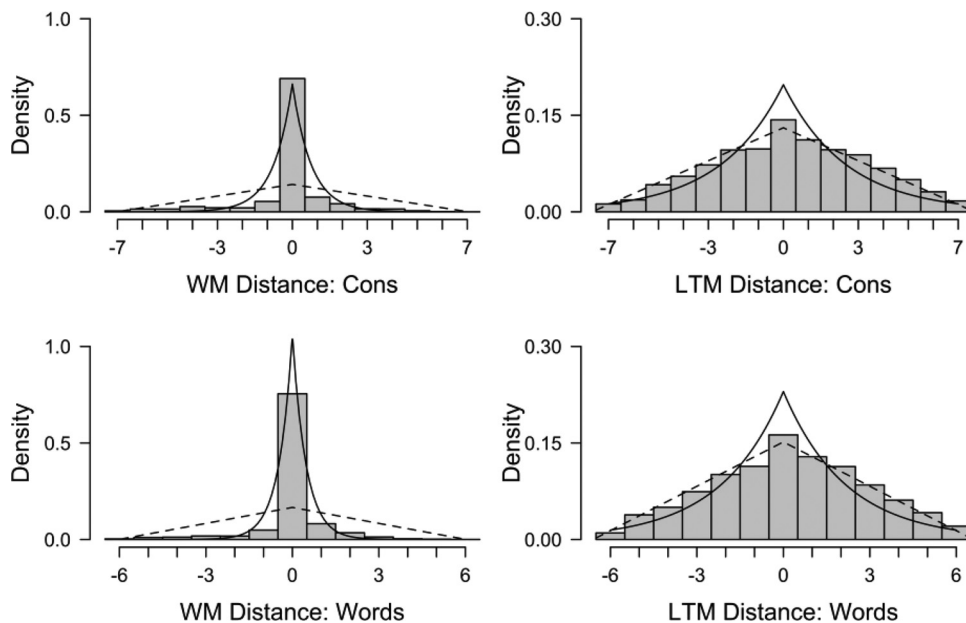 1.0
0.5
0.0
Density
-7 -3 0 3 7
WM Distance: Cons
0.30
0.15
0.00
Density
-7 -3 0 3 7
LTM Distance: Cons
1.0
0.5
0.0
Density
-6 -3 0 3 6
WM Distance: Words
0.30
0.15
0.00
Density
-6 -3 0 3 6
LTM Distance: Words